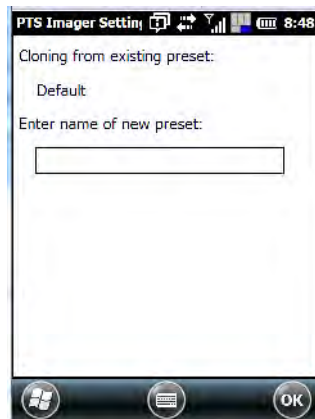 PTS Imager Settin 8:48
Cloning from existing preset:
Default
Enter name of new preset:
OK